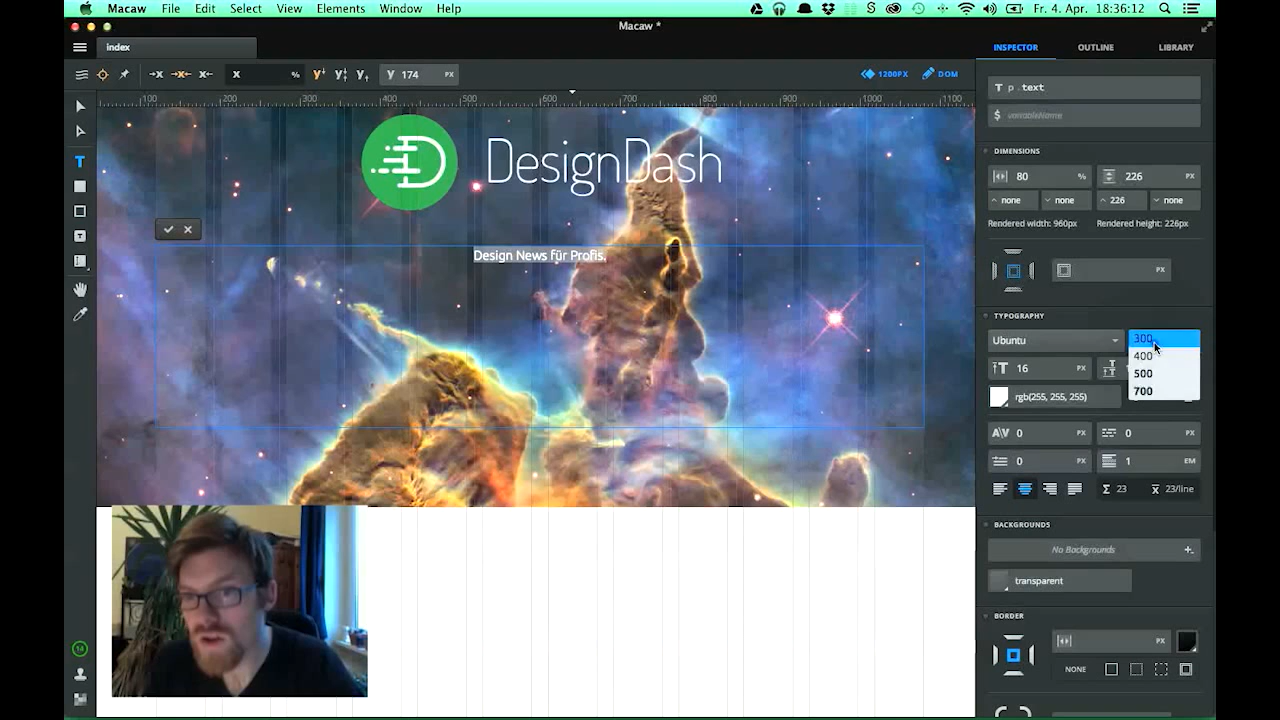 Macaw File Edit Select View Elements Window Help Fr. 4. Apr. 18:36:12
Macaw *
index
INSPECTOR OUTLINE LIBRARY
X % y 174 PX 1200PX DOM
100 200 300 400 500 600 700 800 900 1000 1100
T p . text
$ variableName
DesignDash
DIMENSIONS
80 % 226 PX
none none 226 none
Rendered width: 960px Rendered height: 226px
Design News für Profis.
PX
TYPOGRAPHY
Ubuntu 300
400
16 PX
500
rgb(255, 255, 255) 700
0 PX 0 PX
0 PX 1 EM
Σ 23 x 23/line
BACKGROUNDS
No Backgrounds
transparent
BORDER
PX
NONE
14